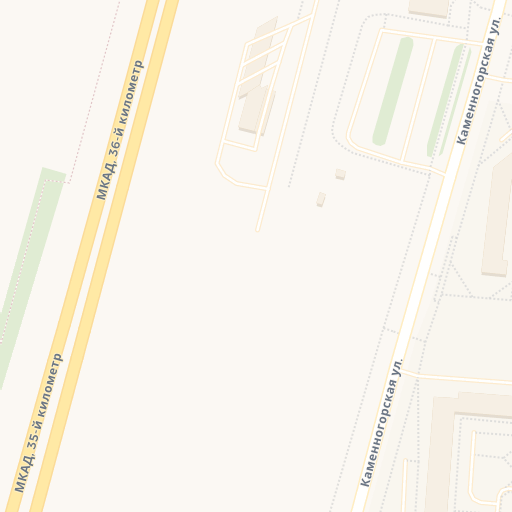 Каменногорская ул.
МКАД, 36-й километр
МКАД, 35-й километр
Каменногорская ул.